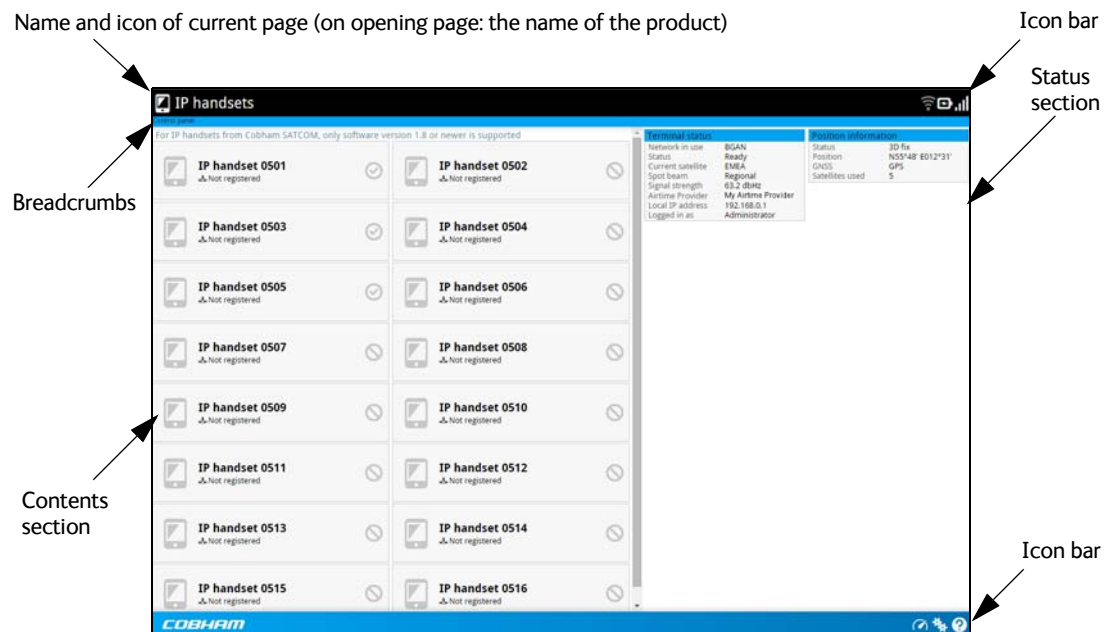 Name and icon of current page (on opening page: the name of the product)
Icon bar
Status
section
IP handsets
Control panel
For IP handsets from Cobham SATCOM, only software version 1.8 or newer is supported
IP handset 0501
Not registered
IP handset 0502
Not registered
Terminal status
Network in use BGAN
Status Ready
Current satellite EMEA
Spot beam Regional
Signal strength 63.2 dbHz
Airtime Provider My Airtime Provider
Local IP address 192.168.0.1
Logged in as Administrator
Position information
Status 3D fix
Position N55°48' E012°31'
GNSS GPS
Satellites used 5
Breadcrumbs
IP handset 0503
Not registered
IP handset 0504
Not registered
IP handset 0505
Not registered
IP handset 0506
Not registered
IP handset 0507
Not registered
IP handset 0508
Not registered
IP handset 0509
Not registered
IP handset 0510
Not registered
IP handset 0511
Not registered
IP handset 0512
Not registered
Contents
section
IP handset 0513
Not registered
IP handset 0514
Not registered
Icon bar
IP handset 0515
Not registered
IP handset 0516
Not registered
COBHAM